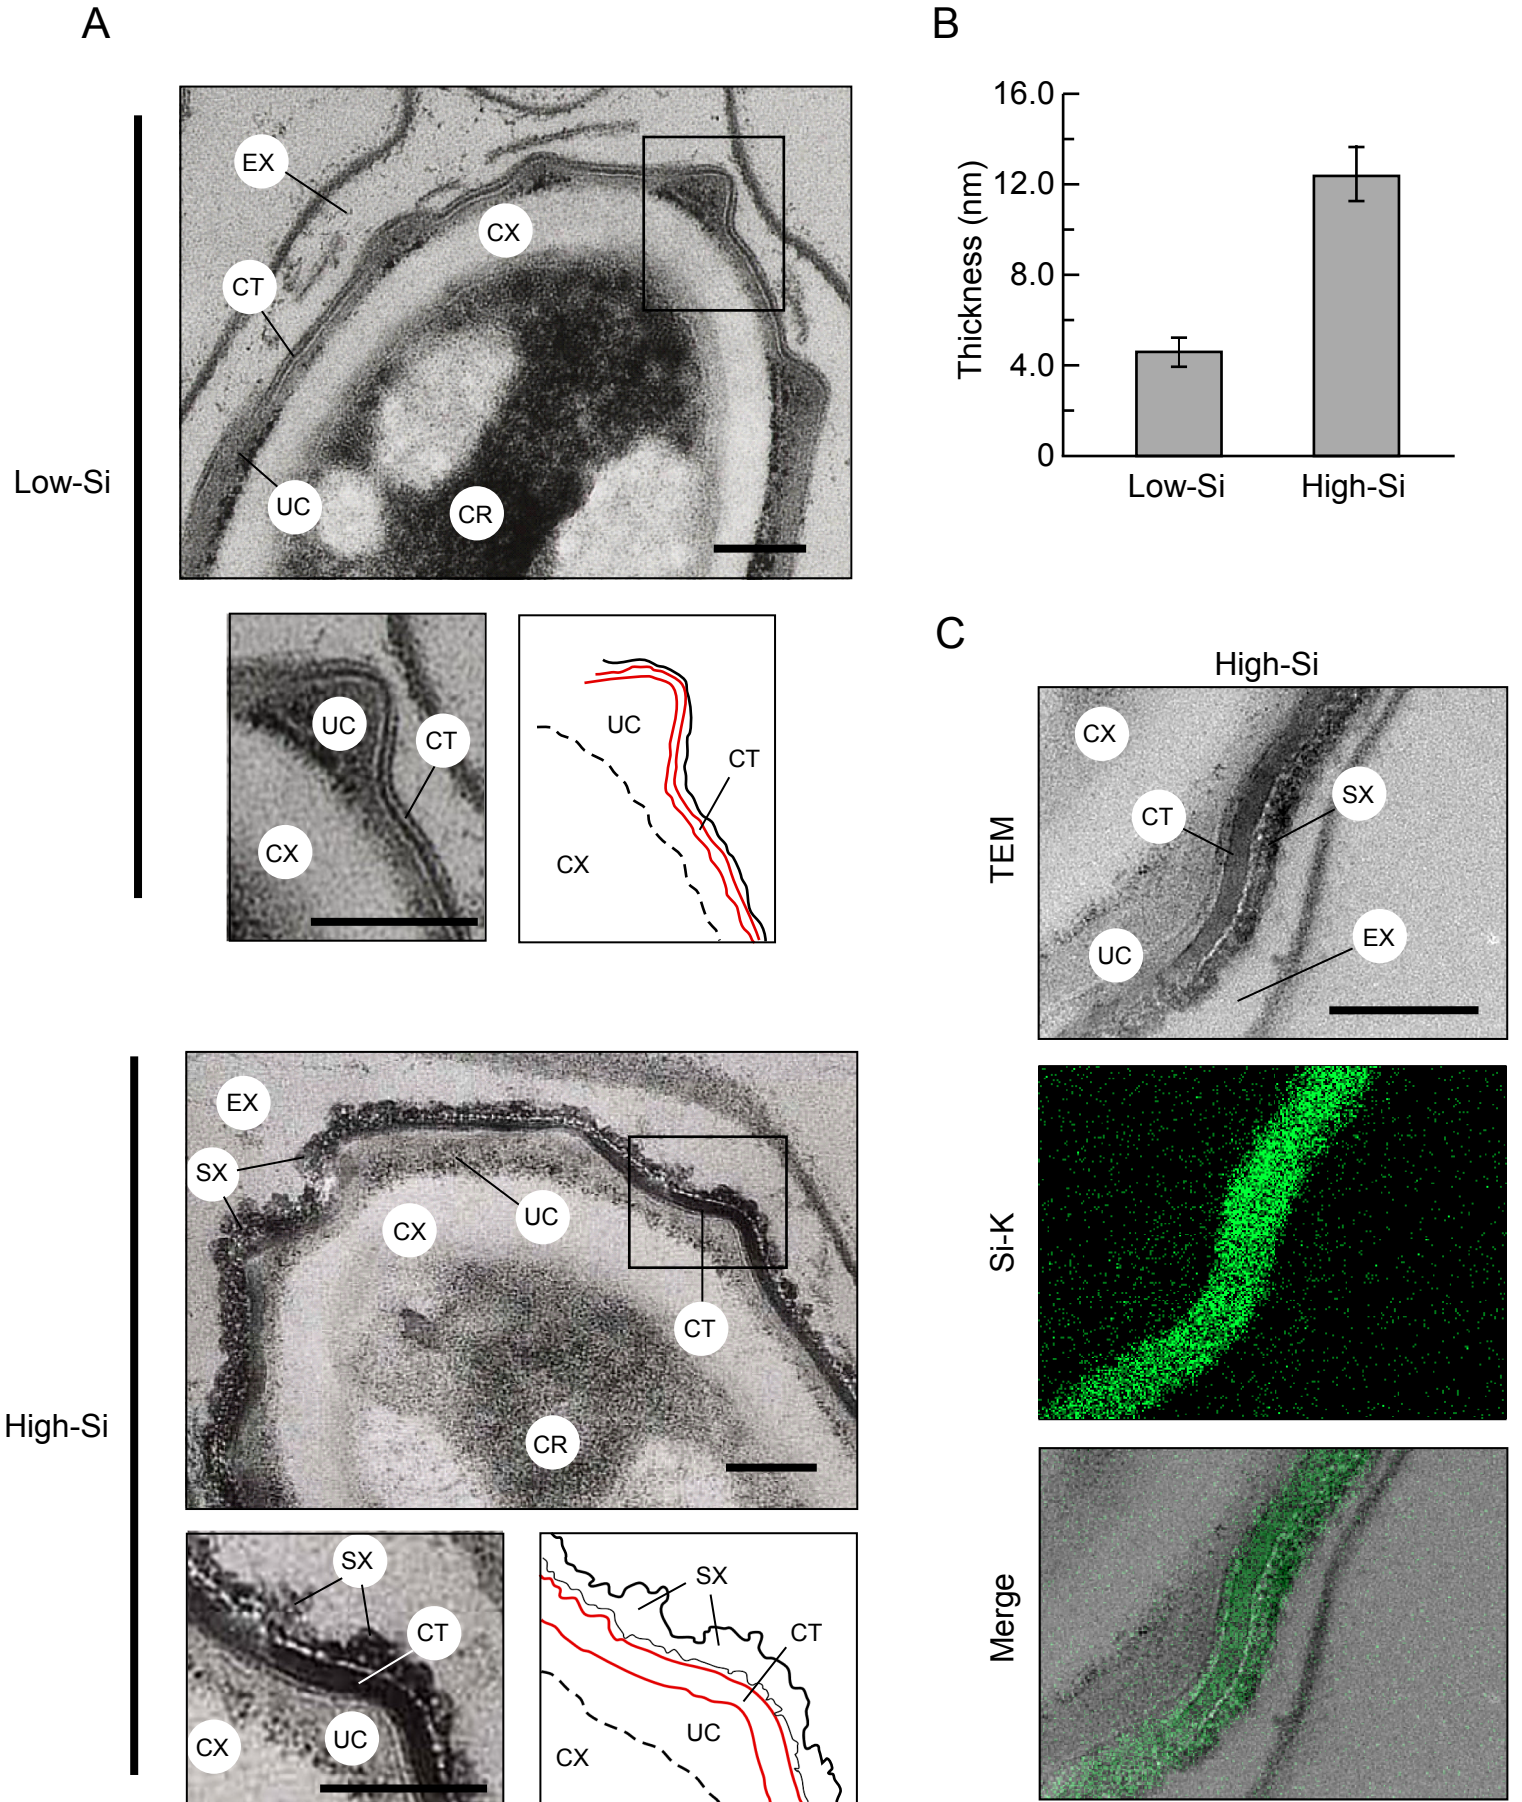 A
Low-Si
EX
CT
CX
UC
CR
UC
CT
CX
UC
CT
CX
High-Si
EX
SX
CX
UC
CT
CR
SX
CT
UC
CX
SX
CT
UC
CX
B
Thickness (nm)
16.0
12.0
8.0
4.0
0
Low-Si
High-Si
C
High-Si
TEM
CX
CT
SX
UC
EX
Si-K
Merge